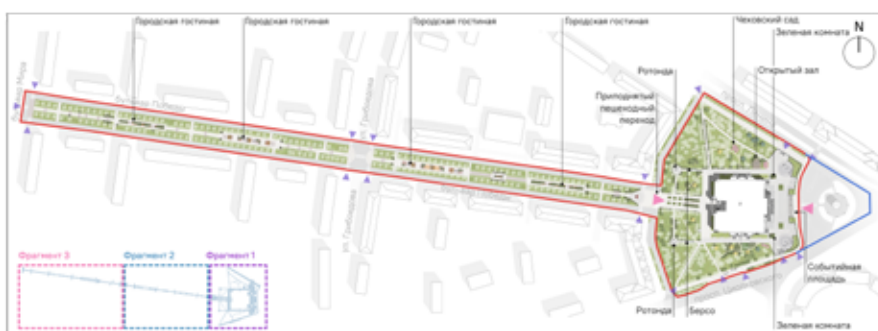 Городская гостиная
Городская гостиная
Городская гостиная
Городская гостиная
Чеховский сад
Зеленая комната
N
Ротонда
Открытый зал
Приподнятый
пешеходный
переход
Фрагмент 3
Фрагмент 2
Фрагмент 1
Ротонда
Берсо
Событийная
площадь
Зеленая комната